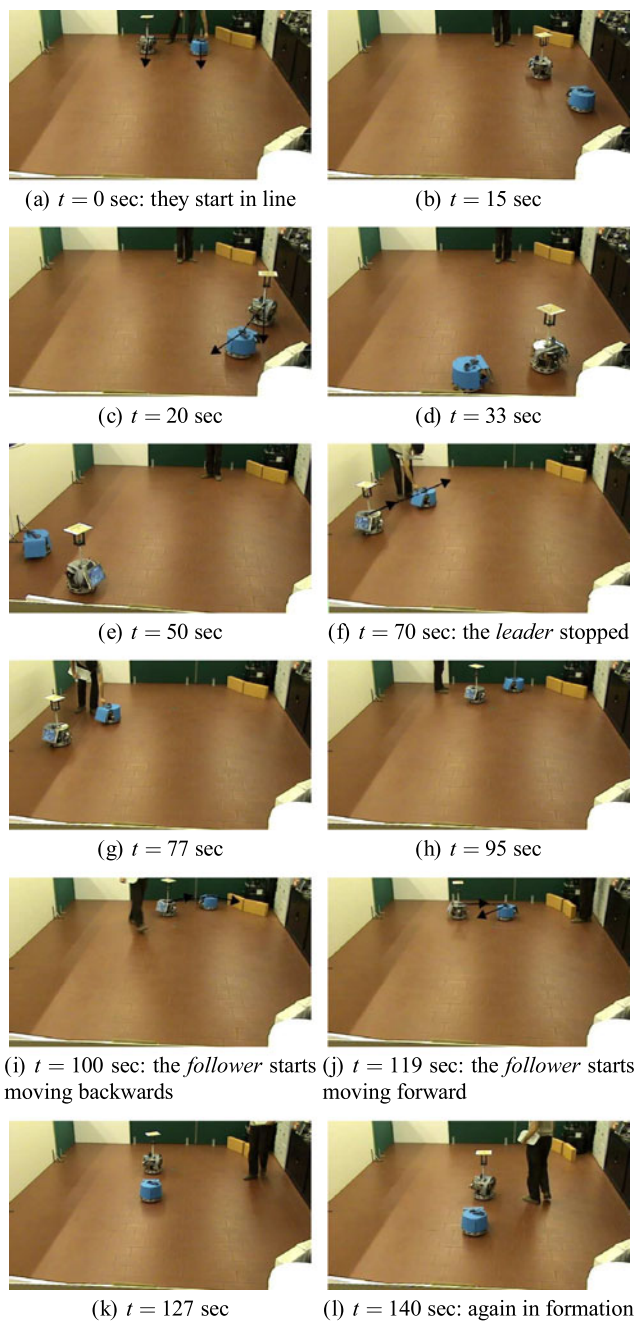 (a) t = 0 sec: they start in line
(b) t = 15 sec
(c) t = 20 sec
(d) t = 33 sec
(e) t = 50 sec
(f) t = 70 sec: the leader stopped
(g) t = 77 sec
(h) t = 95 sec
(i) t = 100 sec: the follower starts
moving backwards
(j) t = 119 sec: the follower starts
moving forward
(k) t = 127 sec
(l) t = 140 sec: again in formation